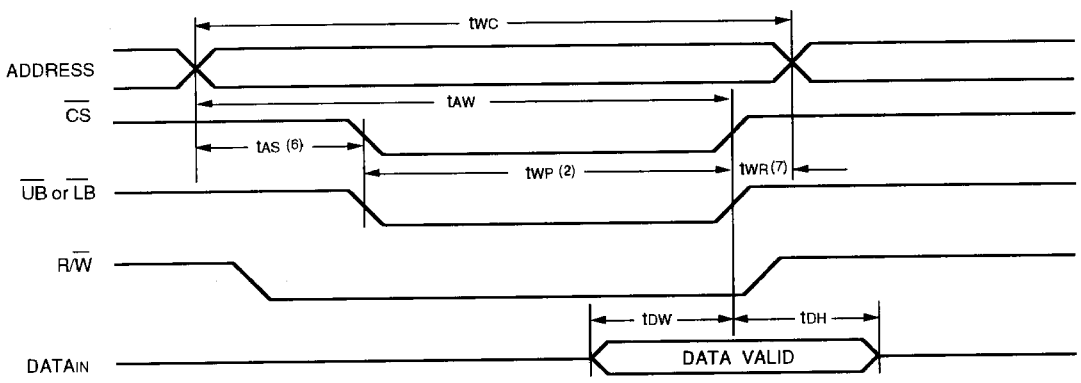 tWC
ADDRESS
tAW
CS
tAS (6)
tWP (2)
tWR (7)
UB or LB
R/W
tDW
tDH
DATAIN
DATA VALID